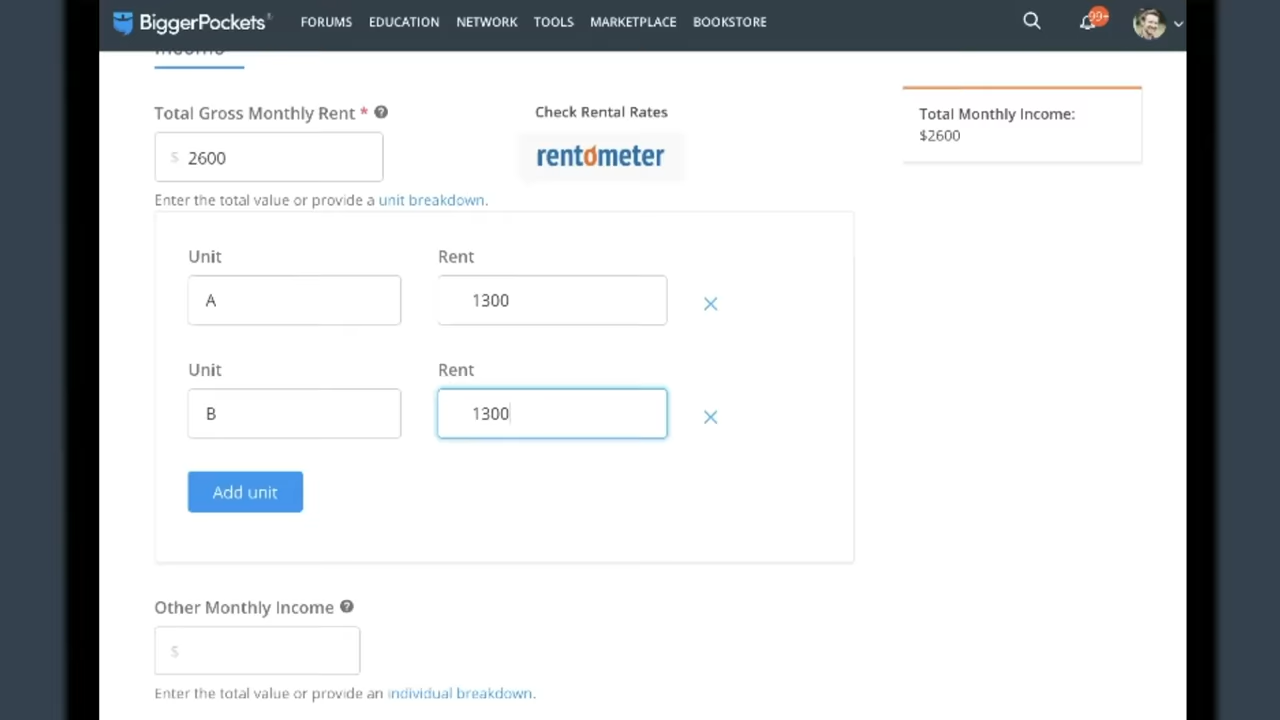 BiggerPockets® FORUMS EDUCATION NETWORK TOOLS MARKETPLACE BOOKSTORE 99+
Income
Total Gross Monthly Rent * ?
$ 2600
Enter the total value or provide a unit breakdown.
Check Rental Rates
rentometer
Total Monthly Income:
$2600
Unit Rent
A 1300
Unit Rent
B 1300
Add unit
Other Monthly Income ?
$
Enter the total value or provide an individual breakdown.